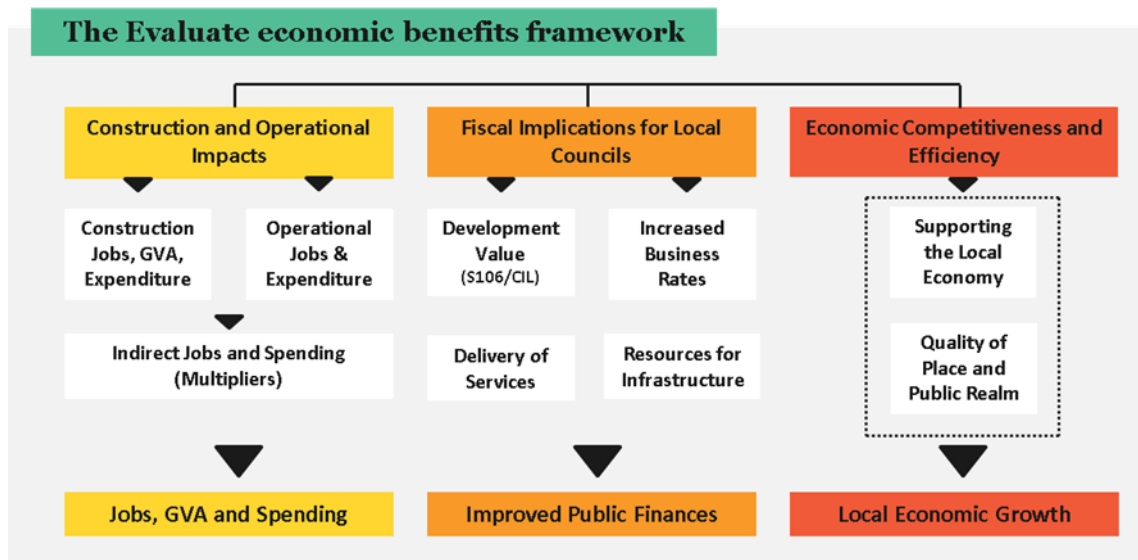 The Evaluate economic benefits framework
Construction and Operational
Impacts
Fiscal Implications for Local
Councils
Economic Competitiveness and
Efficiency
Construction
Jobs, GVA,
Expenditure
Operational
Jobs &
Expenditure
Development
Value
(S106/CIL)
Increased
Business
Rates
Supporting
the Local
Economy
Indirect Jobs and Spending
(Multipliers)
Delivery of
Services
Resources for
Infrastructure
Quality of
Place and
Public Realm
Jobs, GVA and Spending
Improved Public Finances
Local Economic Growth